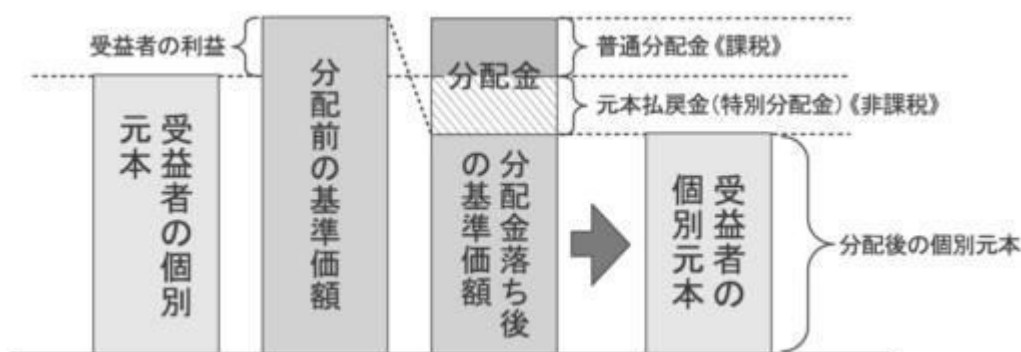 受益者の利益
受益者の個別
元本
分配前の基準価額
分配金
分配金落ち後
の基準価額
普通分配金《課税》
元本払戻金(特別分配金)《非課税》
受益者の
個別元本
分配後の個別元本